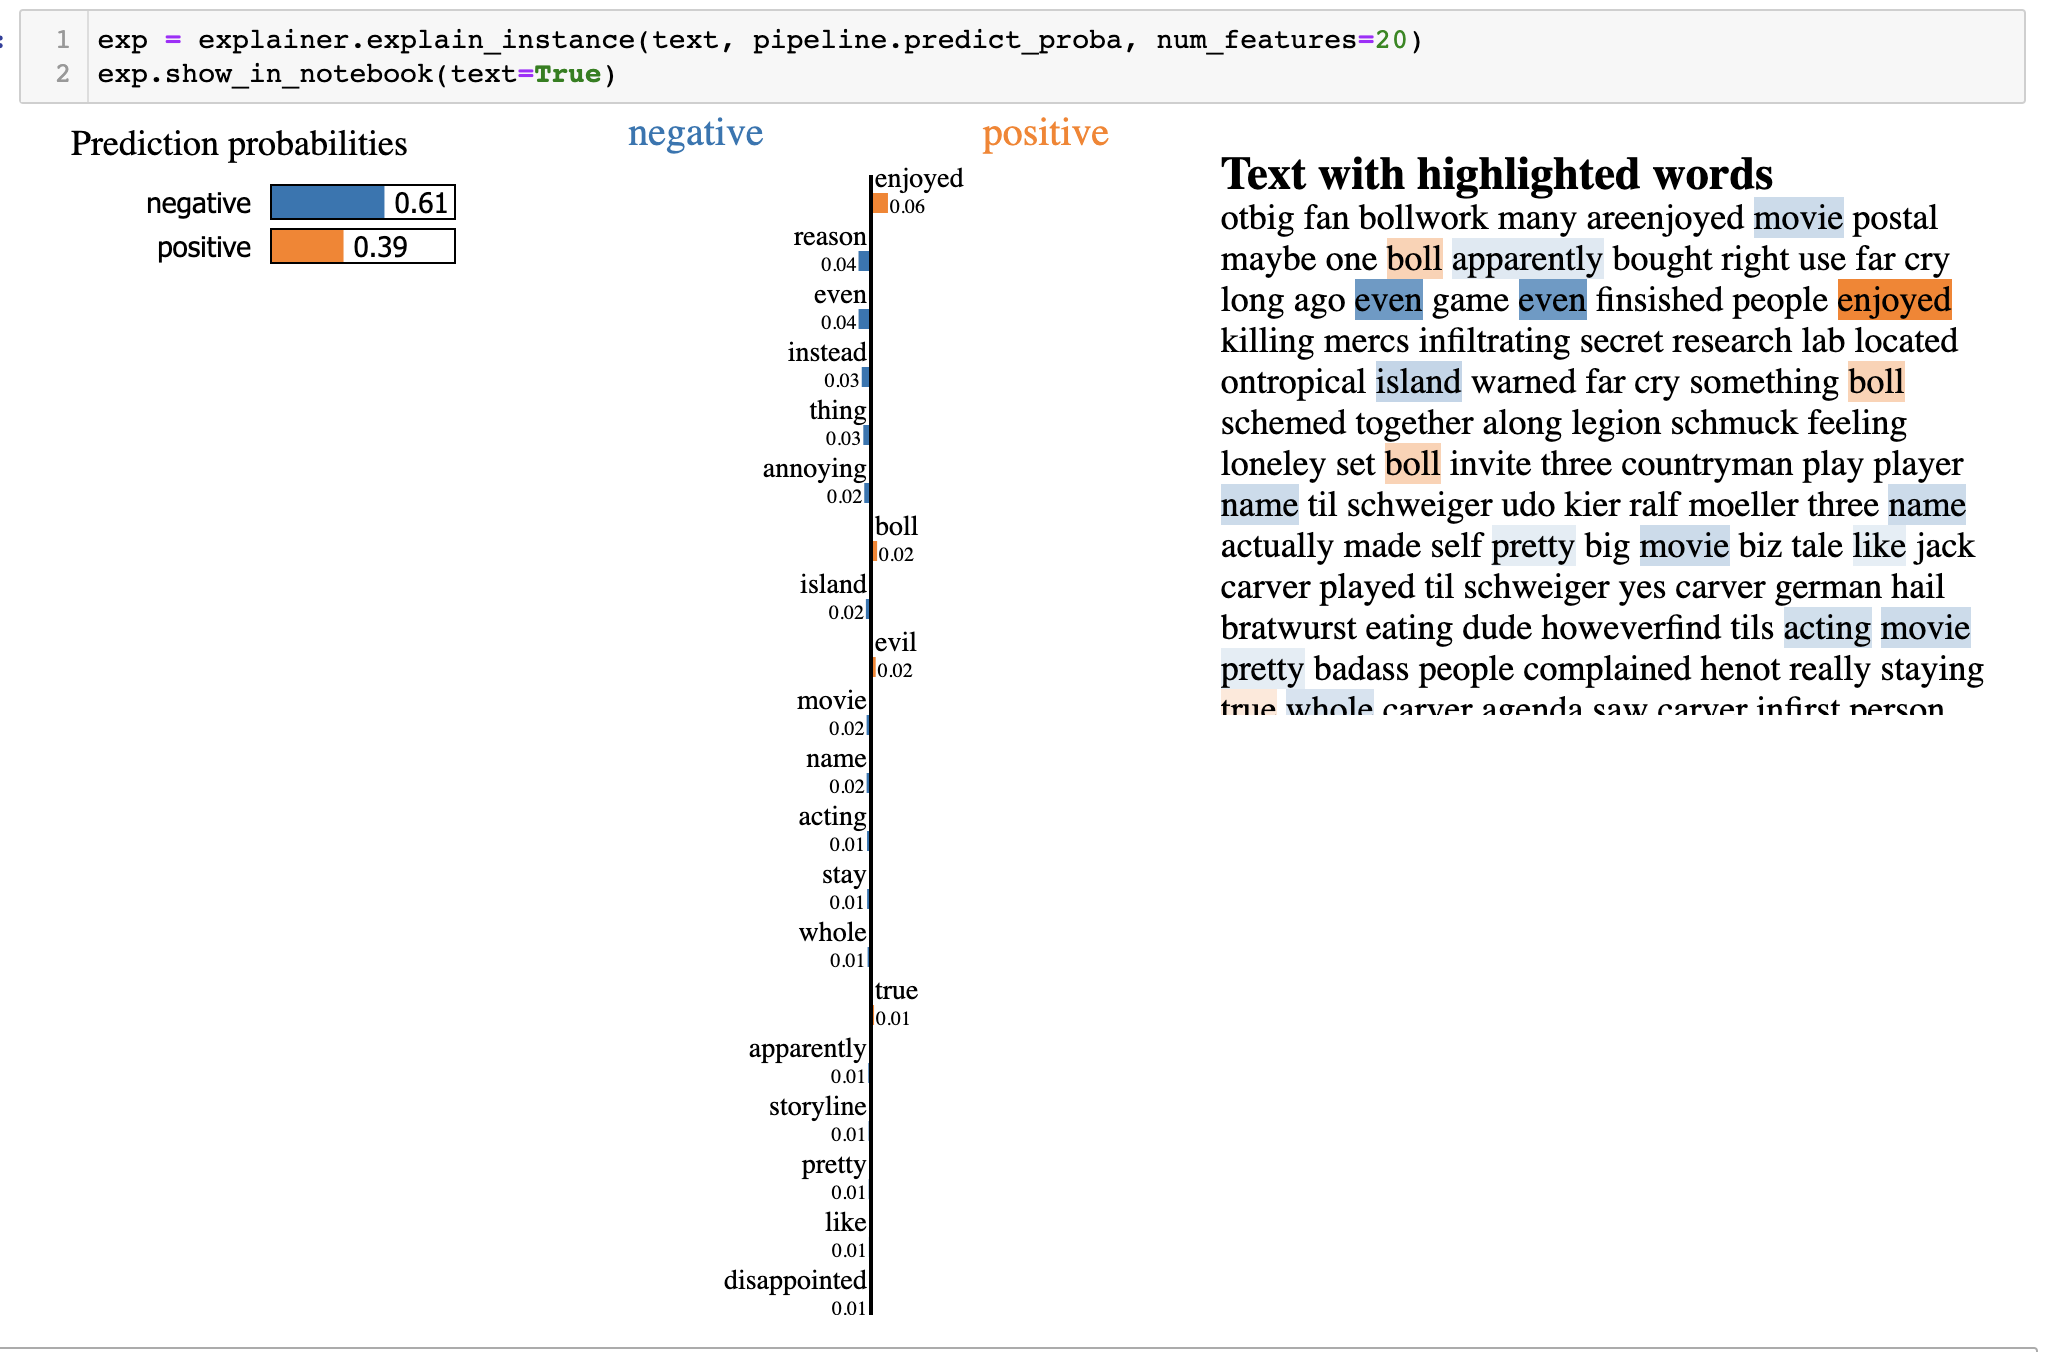 1 exp = explainer.explain_instance(text, pipeline.predict_proba, num_features=20)
2 exp.show_in_notebook(text=True)
Prediction probabilities
negative 0.61
positive 0.39
negative positive
enjoyed
0.06
reason
0.04
even
0.04
instead
0.03
thing
0.03
annoying
0.02
boll
0.02
island
0.02
evil
0.02
movie
0.02
name
0.02
acting
0.01
stay
0.01
whole
0.01
true
0.01
apparently
0.01
storyline
0.01
pretty
0.01
like
0.01
disappointed
0.01
Text with highlighted words
otbig fan bollwork many areenjoyed movie postal
maybe one boll apparently bought right use far cry
long ago even game even finsished people enjoyed
killing mercs infiltrating secret research lab located
ontropical island warned far cry something boll
schemed together along legion schmuck feeling
loneley set boll invite three countryman play player
name til schweiger udo kier ralf moeller three name
actually made self pretty big movie biz tale like jack
carver played til schweiger yes carver german hail
bratwurst eating dude howeverfind tils acting movie
pretty badass people complained henot really staying
true whole carver agenda saw carver infirst person